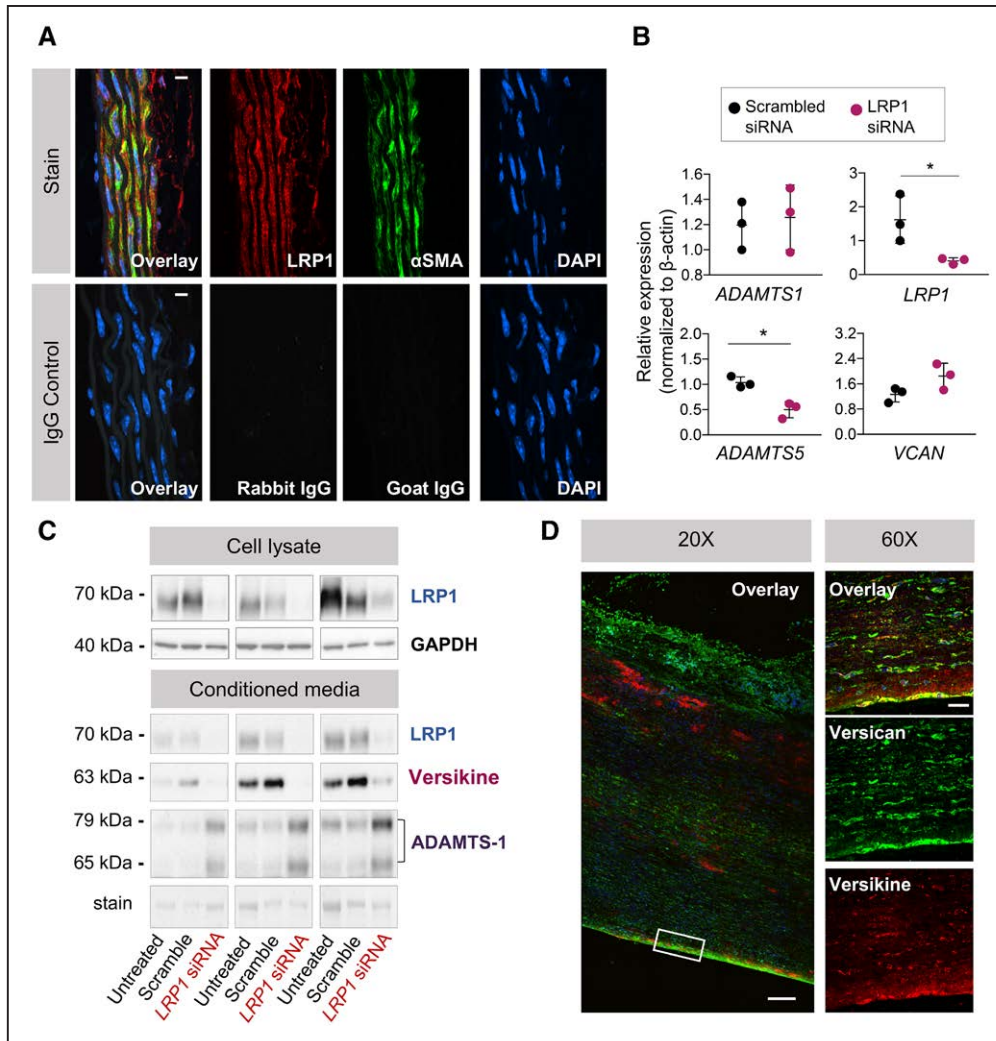 A
Stain
Overlay
LRP1
αSMA
DAPI
IgG Control
Overlay
Rabbit IgG
Goat IgG
DAPI
B
Scrambled siRNA
LRP1 siRNA
Relative expression
(normalized to β-actin)
1.6
1.4
1.2
1.0
0.8
ADAMTS1
3
2
1
0
*
LRP1
1.5
1.0
0.5
0.0
*
ADAMTS5
3.2
2.4
1.6
0.8
0.0
VCAN
C
Cell lysate
70 kDa -
LRP1
40 kDa -
GAPDH
Conditioned media
70 kDa -
LRP1
63 kDa -
Versikine
79 kDa -
65 kDa -
ADAMTS-1
stain
Untreated
Scramble
LRP1 siRNA
Untreated
Scramble
LRP1 siRNA
Untreated
Scramble
LRP1 siRNA
D
20X
60X
Overlay
Overlay
Versican
Versikine